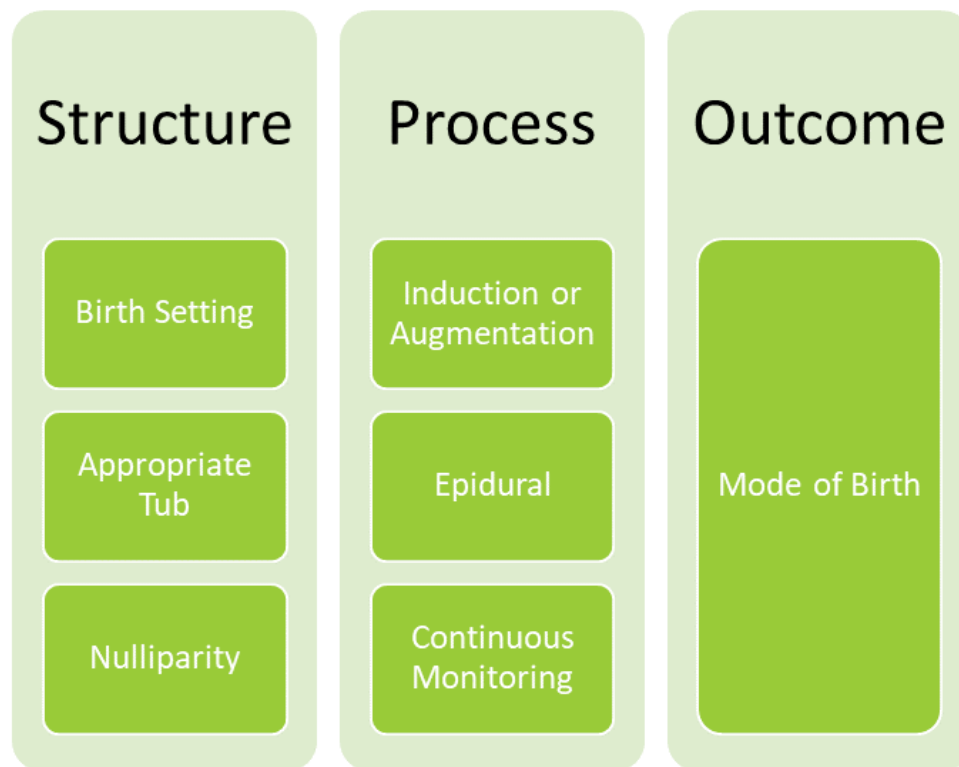 Structure
Birth Setting
Appropriate
Tub
Nulliparity
Process
Induction or
Augmentation
Epidural
Continuous
Monitoring
Outcome
Mode of Birth